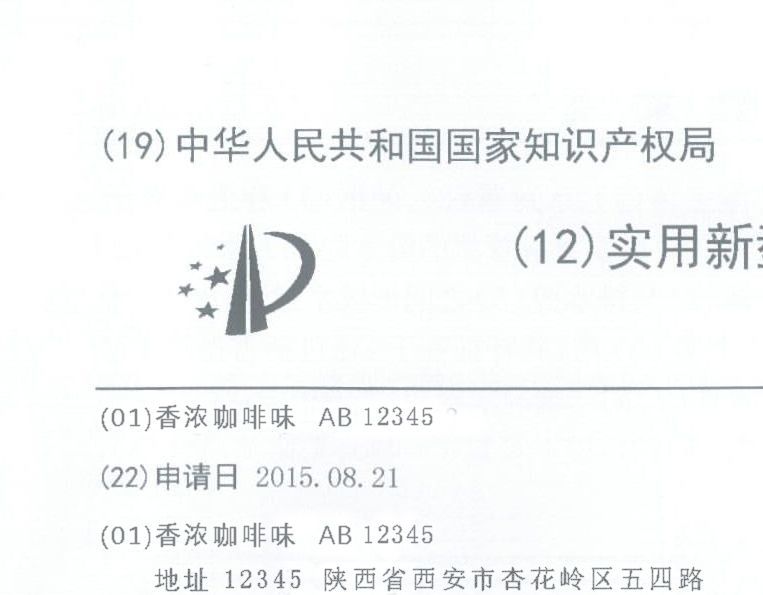 (19)中华人民共和国国家知识产权局
(12)实用新
(01)香浓咖啡味 AB 12345
(22)申请日 2015.08.21
(01)香浓咖啡味 AB 12345
地址 12345 陕西省西安市杏花岭区五四路